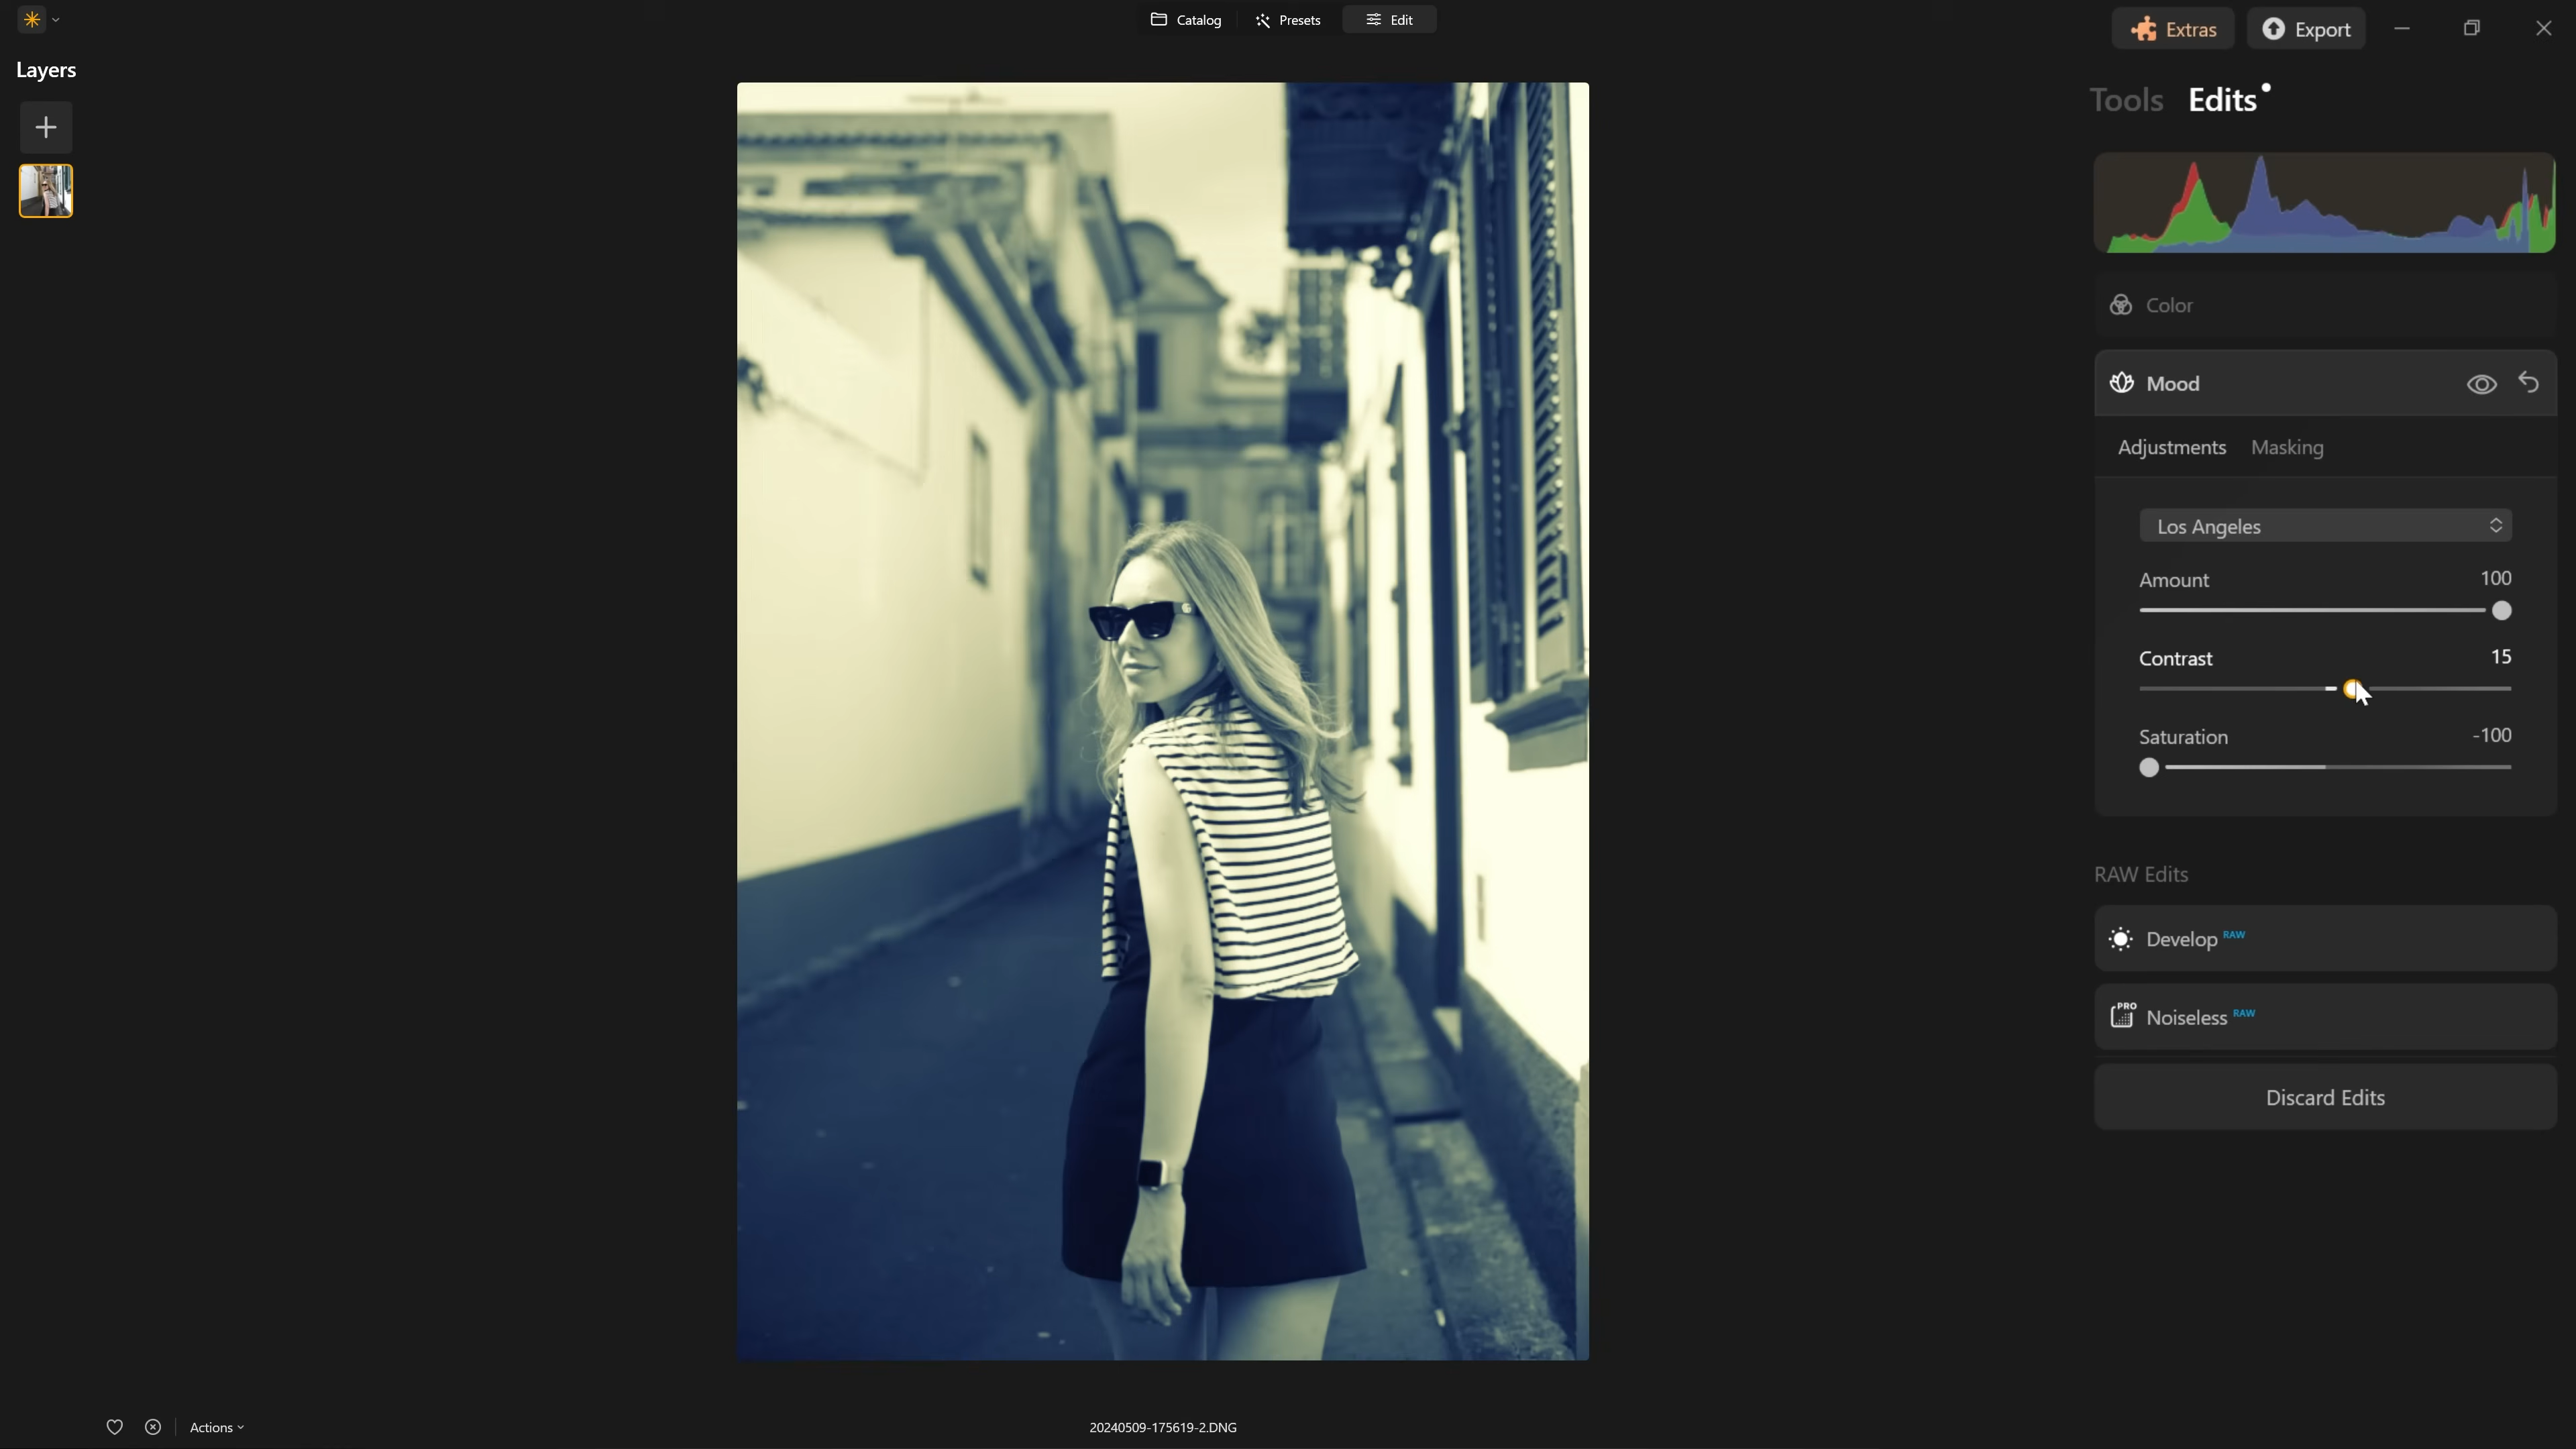 Catalog
Presets
Edit
Extras
Export
Layers
Tools
Edits
Color
Mood
Adjustments
Masking
Los Angeles
Amount 100
Contrast 15
Saturation -100
RAW Edits
Develop RAW
PRO
Noiseless RAW
Discard Edits
Actions
20240509-175619-2.DNG